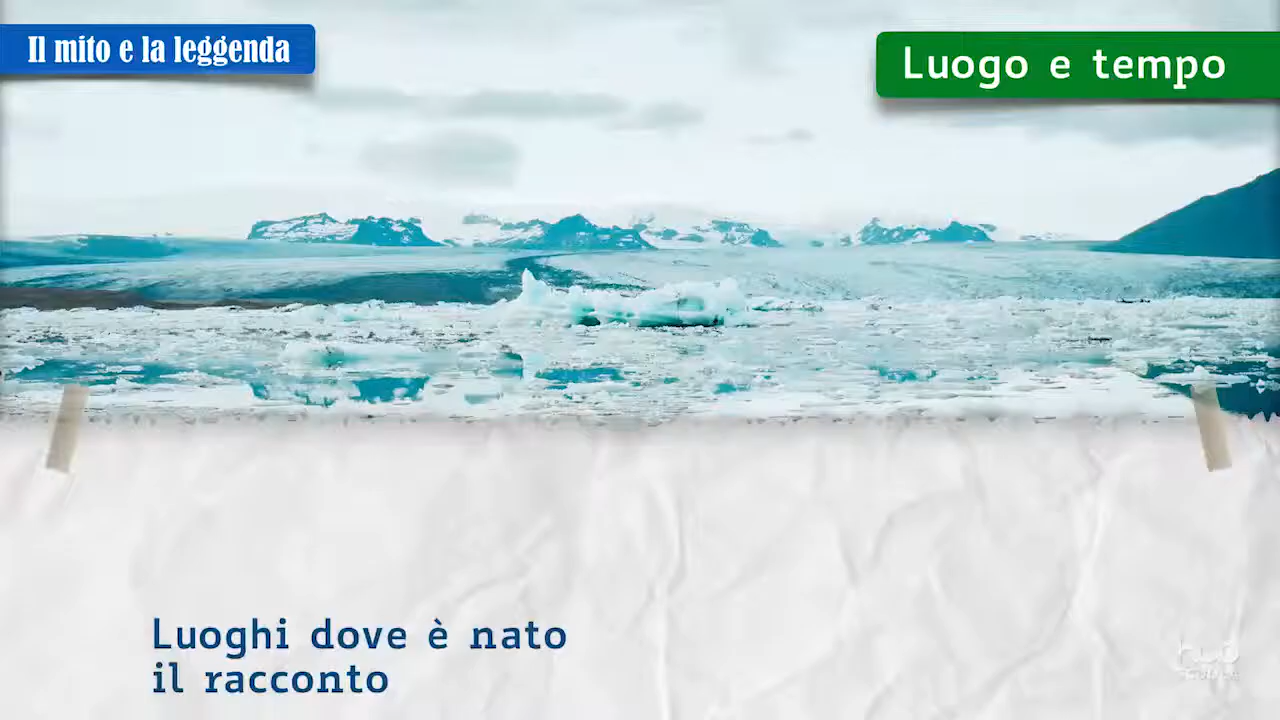 Il mito e la leggenda
Luogo e tempo
Luoghi dove è nato
il racconto